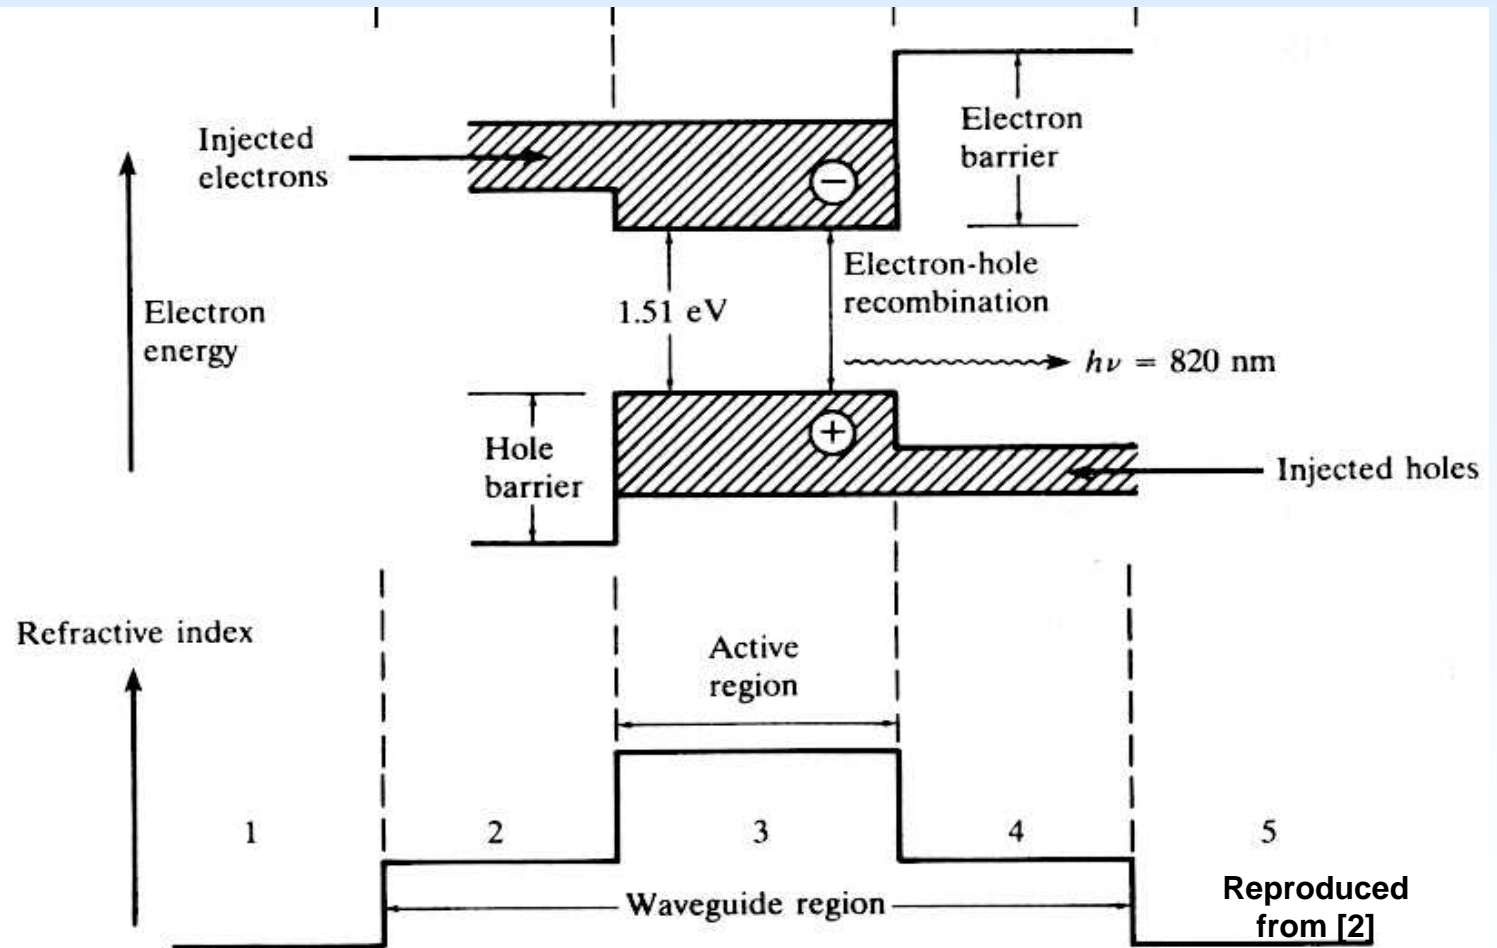 Injected
electrons
Electron
barrier
Electron
energy
1.51 eV
Electron-hole
recombination
hν = 820 nm
Hole
barrier
Injected holes
Refractive index
Active
region
1
2
3
4
5
Waveguide region
Reproduced
from [2]
−
+